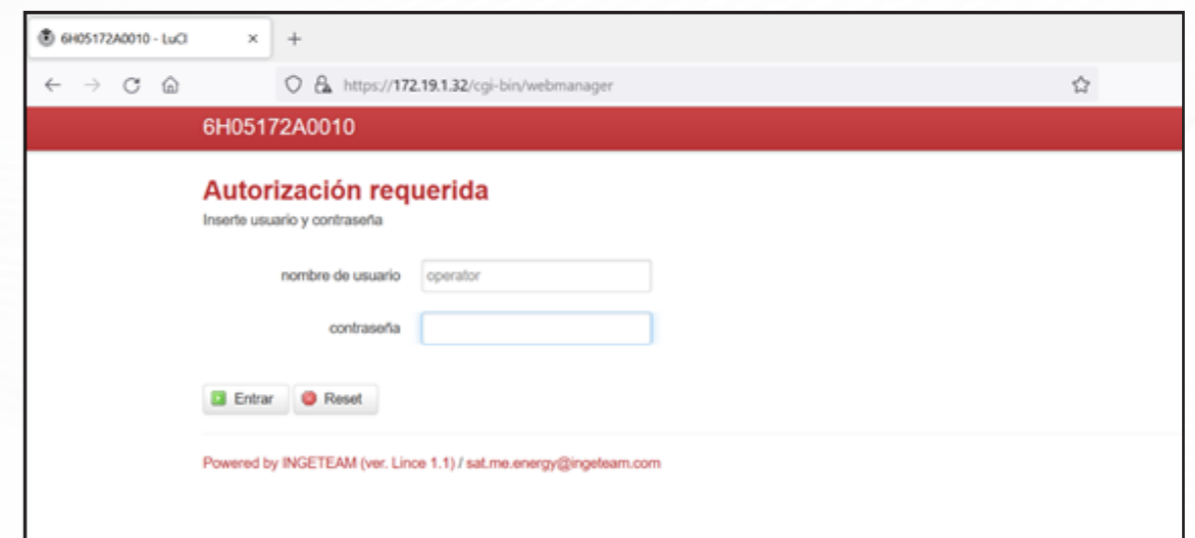 6H05172A0010 - LuCI
https://172.19.1.32/cgi-bin/webmanager
6H05172A0010
Autorización requerida
Inserte usuario y contraseña
nombre de usuario operator
contraseña
Entrar Reset
Powered by INGETEAM (ver. Lince 1.1) / sat.me.energy@ingeteam.com